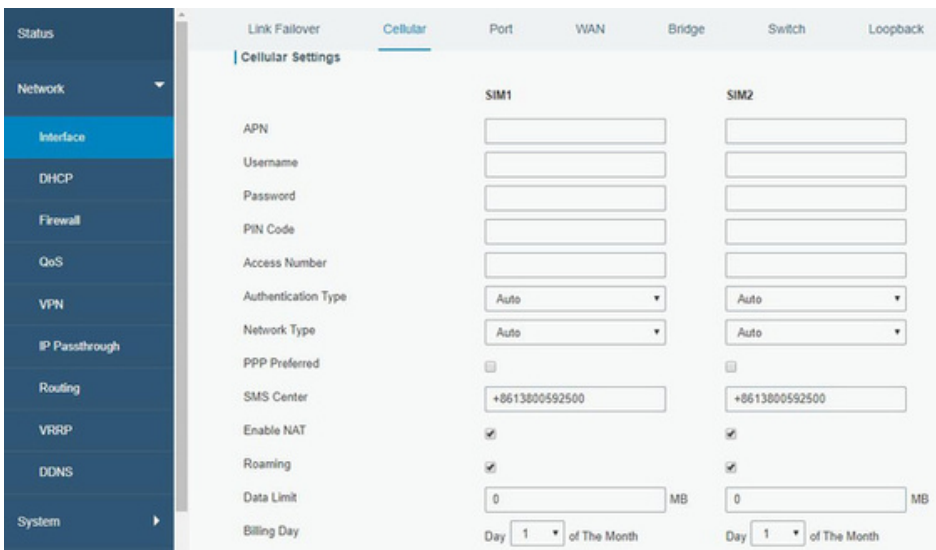 Status
Network
Interface
DHCP
Firewall
QoS
VPN
IP Passthrough
Routing
VRRP
DDNS
System
Link Failover Cellular Port WAN Bridge Switch Loopback
Cellular Settings
SIM1 SIM2
APN
Username
Password
PIN Code
Access Number
Authentication Type Auto Auto
Network Type Auto Auto
PPP Preferred
SMS Center +8613800592500 +8613800592500
Enable NAT
Roaming
Data Limit 0 MB 0 MB
Billing Day Day 1 of The Month Day 1 of The Month